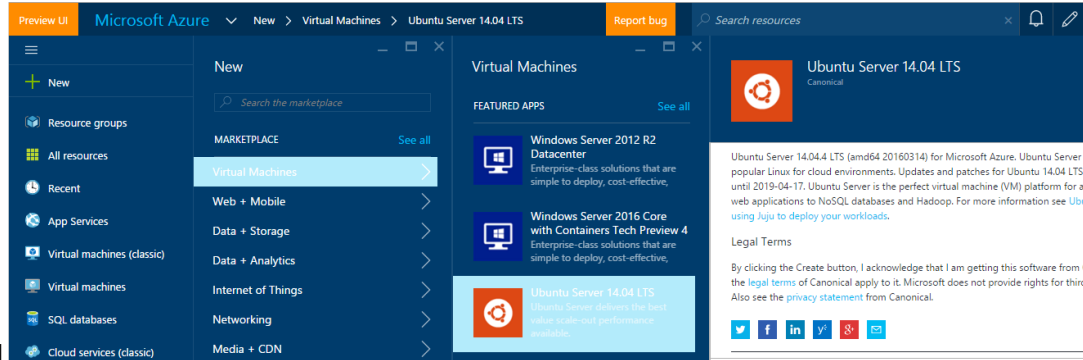 Preview UI
Microsoft Azure
New > Virtual Machines > Ubuntu Server 14.04 LTS
Report bug
Search resources
New
Resource groups
All resources
Recent
App Services
Virtual machines (classic)
Virtual machines
SQL databases
Cloud services (classic)
New
Search the marketplace
MARKETPLACE
See all
Virtual Machines
Web + Mobile
Data + Storage
Data + Analytics
Internet of Things
Networking
Media + CDN
Virtual Machines
FEATURED APPS
See all
Windows Server 2012 R2
Datacenter
Enterprise-class solutions that are
simple to deploy, cost-effective,
Windows Server 2016 Core
with Containers Tech Preview 4
Enterprise-class solutions that are
simple to deploy, cost-effective,
Ubuntu Server 14.04 LTS
Ubuntu Server delivers the best
value scale-out performance
available.
Ubuntu Server 14.04 LTS
Canonical
Ubuntu Server 14.04.4 LTS (amd64 20160314) for Microsoft Azure. Ubuntu Server
popular Linux for cloud environments. Updates and patches for Ubuntu 14.04 LTS
until 2019-04-17. Ubuntu Server is the perfect virtual machine (VM) platform for a
web applications to NoSQL databases and Hadoop. For more information see Ub
using Juju to deploy your workloads.
Legal Terms
By clicking the Create button, I acknowledge that I am getting this software from
the legal terms of Canonical apply to it. Microsoft does not provide rights for thir
Also see the privacy statement from Canonical.